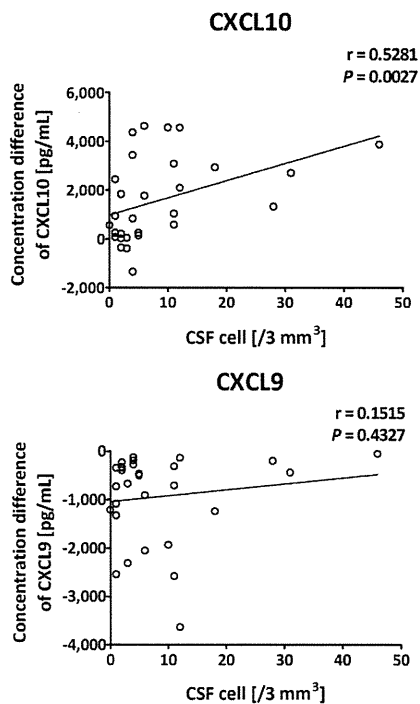 CXCL10
r = 0.5281
P = 0.0027
Concentration difference
of CXCL10 [pg/mL]
6,000
4,000
2,000
0
-2,000
0 10 20 30 40 50
CSF cell [/3 mm³]
CXCL9
r = 0.1515
P = 0.4327
Concentration difference
of CXCL9 [pg/mL]
0
-1,000
-2,000
-3,000
-4,000
0 10 20 30 40 50
CSF cell [/3 mm³]